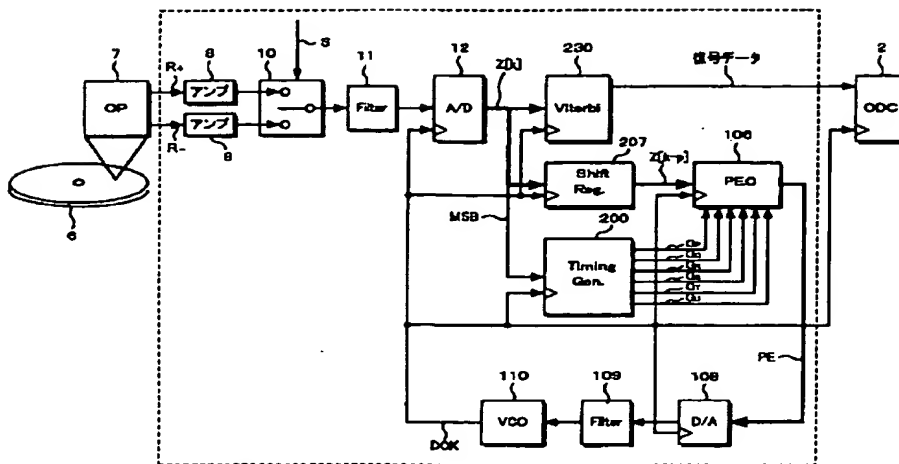 7
R+
8
アンプ
10
S
11
12
Z[k]
230
復号データ
2
OP
Filter
A/D
Viterbi
ODC
R-
アンプ
9
207
Z[k-p]
106
6
Shift
Reg.
P.E.O
MSB
200
Timing
Gen.
PE
110
109
108
VCO
Filter
D/A
DCK